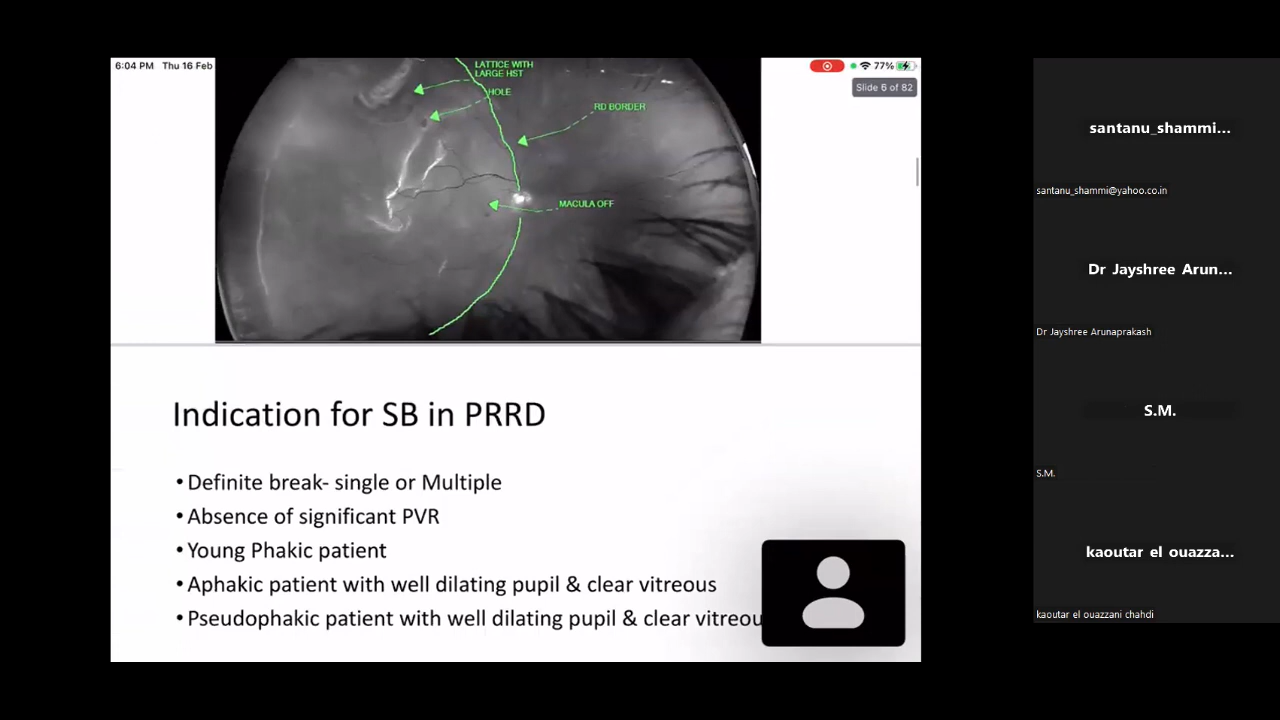 6:04 PM Thu 16 Feb
77%
Slide 6 of 82
LATTICE WITH
LARGE HST
HOLE
RD BORDER
MACULA OFF
Indication for SB in PRRD
• Definite break- single or Multiple
• Absence of significant PVR
• Young Phakic patient
• Aphakic patient with well dilating pupil & clear vitreous
• Pseudophakic patient with well dilating pupil & clear vitreou
santanu_shammi...
santanu_shammi@yahoo.co.in
Dr Jayshree Arun...
Dr Jayshree Arunaprakash
S.M.
S.M.
kaoutar el ouazza...
kaoutar el ouazzani chahdi